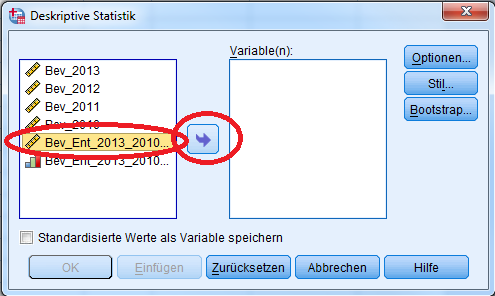 Deskriptive Statistik
Variable(n):
Bev_2013
Bev_2012
Bev_2011
Bev_2010
Bev_Ent_2013_2010...
Bev_Ent_2013_2010...
Optionen...
Stil...
Bootstrap...
Standardisierte Werte als Variable speichern
OK
Einfügen
Zurücksetzen
Abbrechen
Hilfe